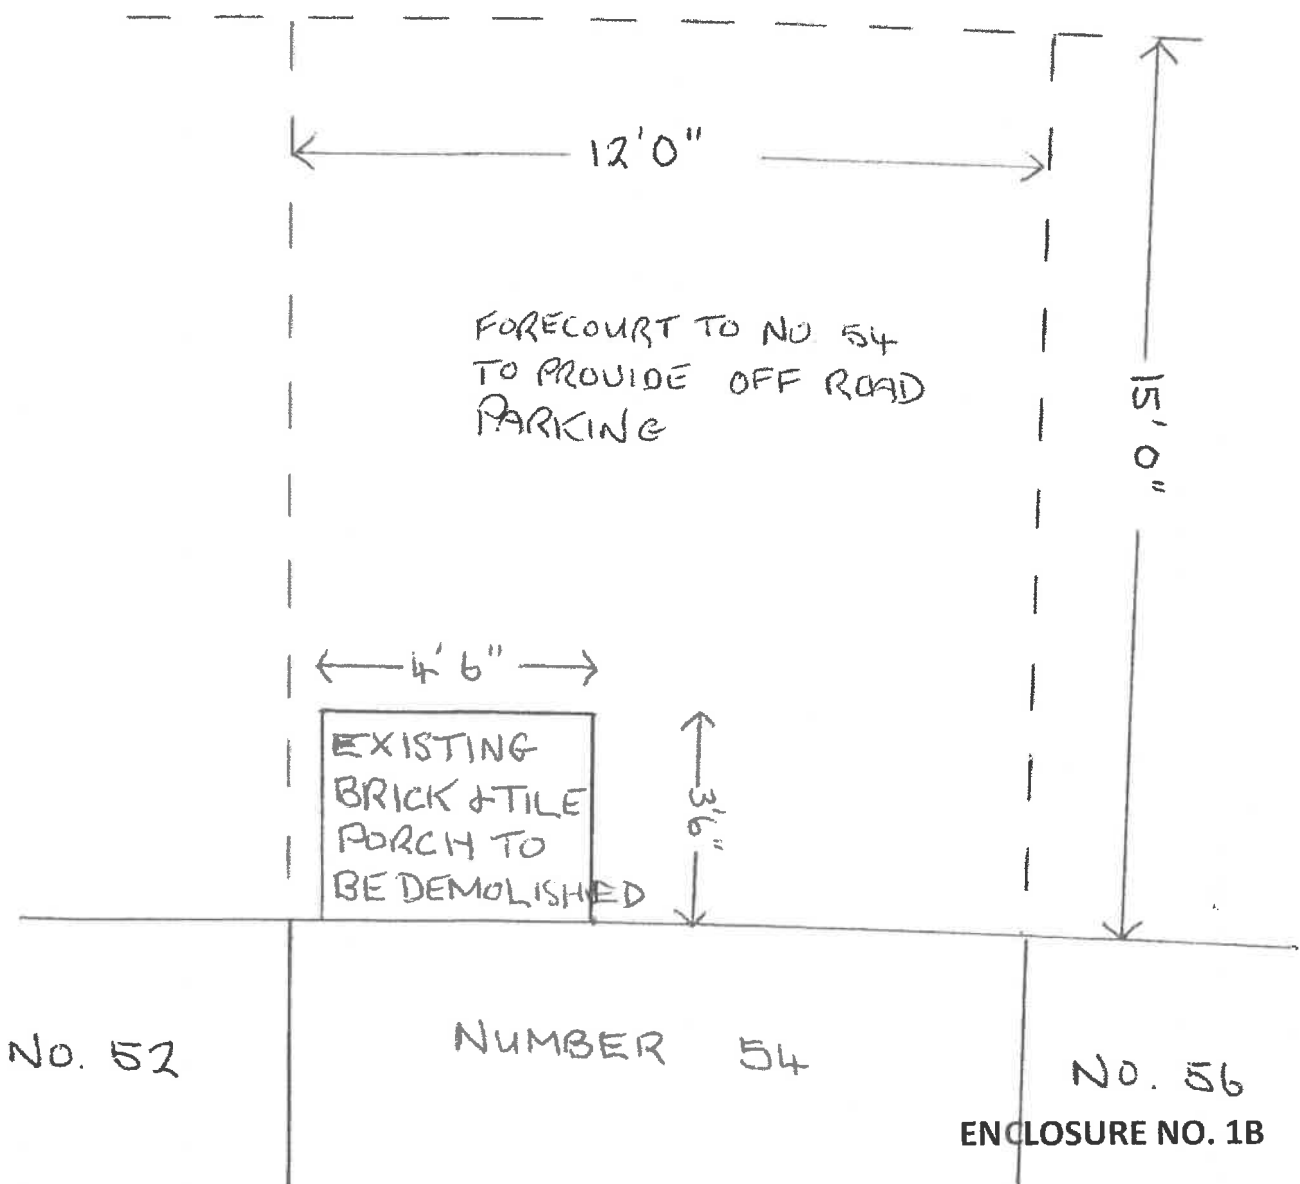 12'0"
FORECOURT TO NO 54
TO PROVIDE OFF ROAD
PARKING
15'0"
4'6"
EXISTING
BRICK & TILE
PORCH TO
BE DEMOLISHED
3'6"
NO. 52
NUMBER 54
NO. 56
ENCLOSURE NO. 1B